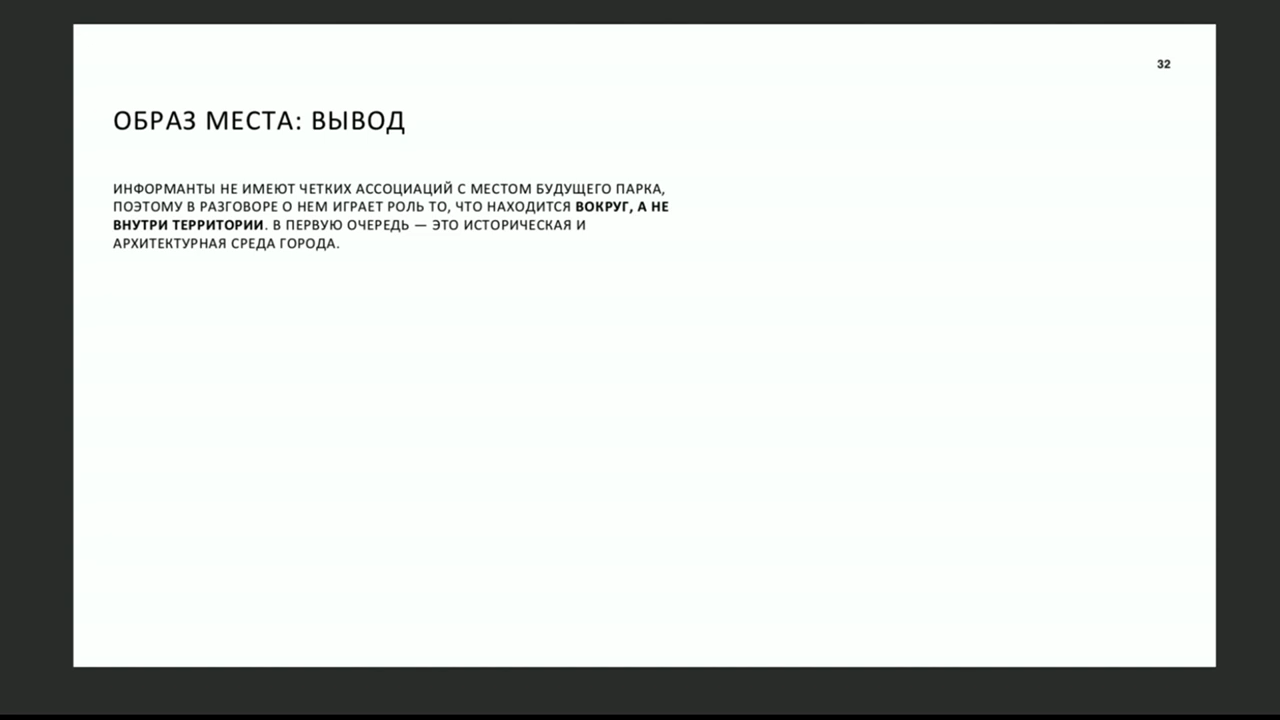 32
ОБРАЗ МЕСТА: ВЫВОД
ИНФОРМАНТЫ НЕ ИМЕЮТ ЧЕТКИХ АССОЦИАЦИЙ С МЕСТОМ БУДУЩЕГО ПАРКА,
ПОЭТОМУ В РАЗГОВОРЕ О НЕМ ИГРАЕТ РОЛЬ ТО, ЧТО НАХОДИТСЯ ВОКРУГ, А НЕ
ВНУТРИ ТЕРРИТОРИИ. В ПЕРВУЮ ОЧЕРЕДЬ — ЭТО ИСТОРИЧЕСКАЯ И
АРХИТЕКТУРНАЯ СРЕДА ГОРОДА.